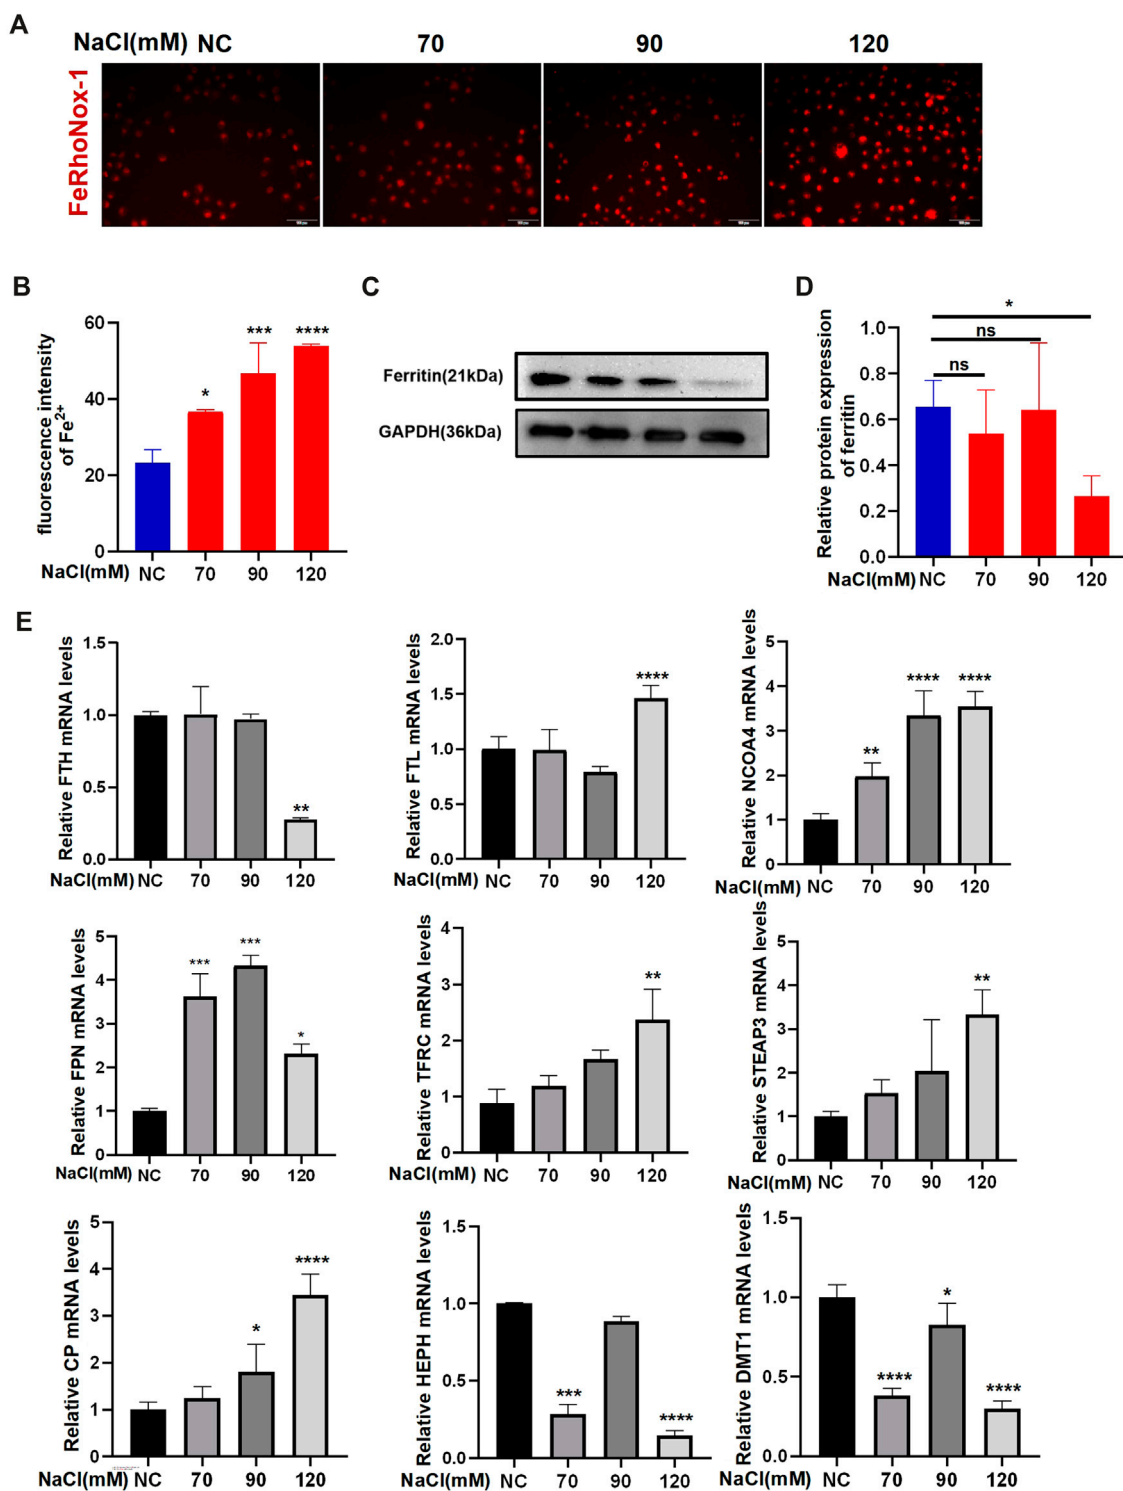 A
NaCl(mM) NC 70 90 120
FeRhoNox-1
B
fluorescence intensity
of Fe2+
60
40
20
0
*
***
****
NaCl(mM) NC 70 90 120
C
Ferritin(21kDa)
GAPDH(36kDa)
D
Relative protein expression
of ferritin
1.0
0.8
0.6
0.4
0.2
0.0
*
ns
ns
NaCl(mM) NC 70 90 120
E
Relative FTH mRNA levels
1.5
1.0
0.5
0.0
**
NaCl(mM) NC 70 90 120
Relative FTL mRNA levels
2.0
1.5
1.0
0.5
0.0
****
NaCl(mM) NC 70 90 120
Relative NCOA4 mRNA levels
5
4
3
2
1
0
**
****
****
NaCl(mM) NC 70 90 120
Relative FPN mRNA levels
5
4
3
2
1
0
***
***
*
NaCl(mM) NC 70 90 120
Relative TFRC mRNA levels
4
3
2
1
0
**
NaCl(mM) NC 70 90 120
Relative STEAP3 mRNA levels
5
4
3
2
1
0
**
NaCl(mM) NC 70 90 120
Relative CP mRNA levels
5
4
3
2
1
0
*
****
NaCl(mM) NC 70 90 120
Relative HEPH mRNA levels
1.5
1.0
0.5
0.0
***
****
NaCl(mM) NC 70 90 120
Relative DMT1 mRNA levels
1.5
1.0
0.5
0.0
****
*
****
NaCl(mM) NC 70 90 120